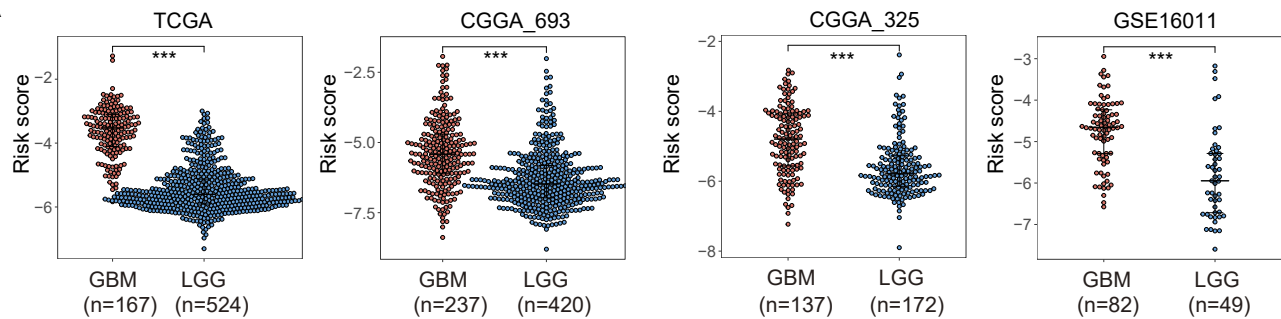 TCGA
CGGA_693
CGGA_325
GSE16011
Risk score
−2
−4
−6
***
GBM
(n=167)
LGG
(n=524)
Risk score
−2.5
−5.0
−7.5
***
GBM
(n=237)
LGG
(n=420)
Risk score
−2
−4
−6
−8
***
GBM
(n=137)
LGG
(n=172)
Risk score
−3
−4
−5
−6
−7
***
GBM
(n=82)
LGG
(n=49)